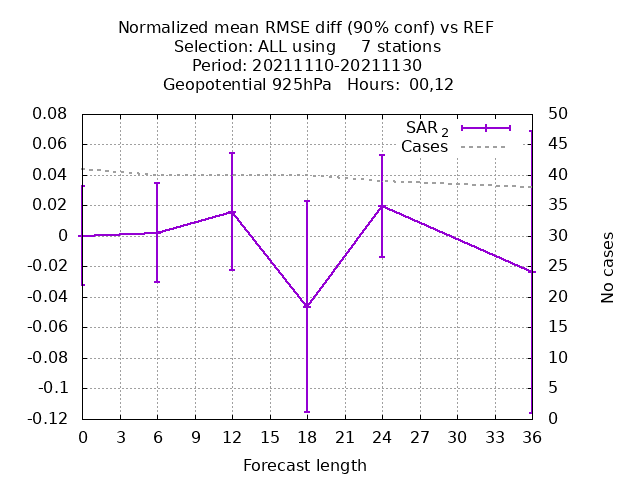 Normalized mean RMSE diff (90% conf) vs REF
Selection: ALL using     7 stations
Period: 20211110-20211130
Geopotential 925hPa   Hours:  00,12
0.08
0.06
0.04
0.02
0
-0.02
-0.04
-0.06
-0.08
-0.1
-0.12
SAR 2
Cases
50
45
40
35
30
25
20
15
10
5
0
No cases
0 3 6 9 12 15 18 21 24 27 30 33 36
Forecast length